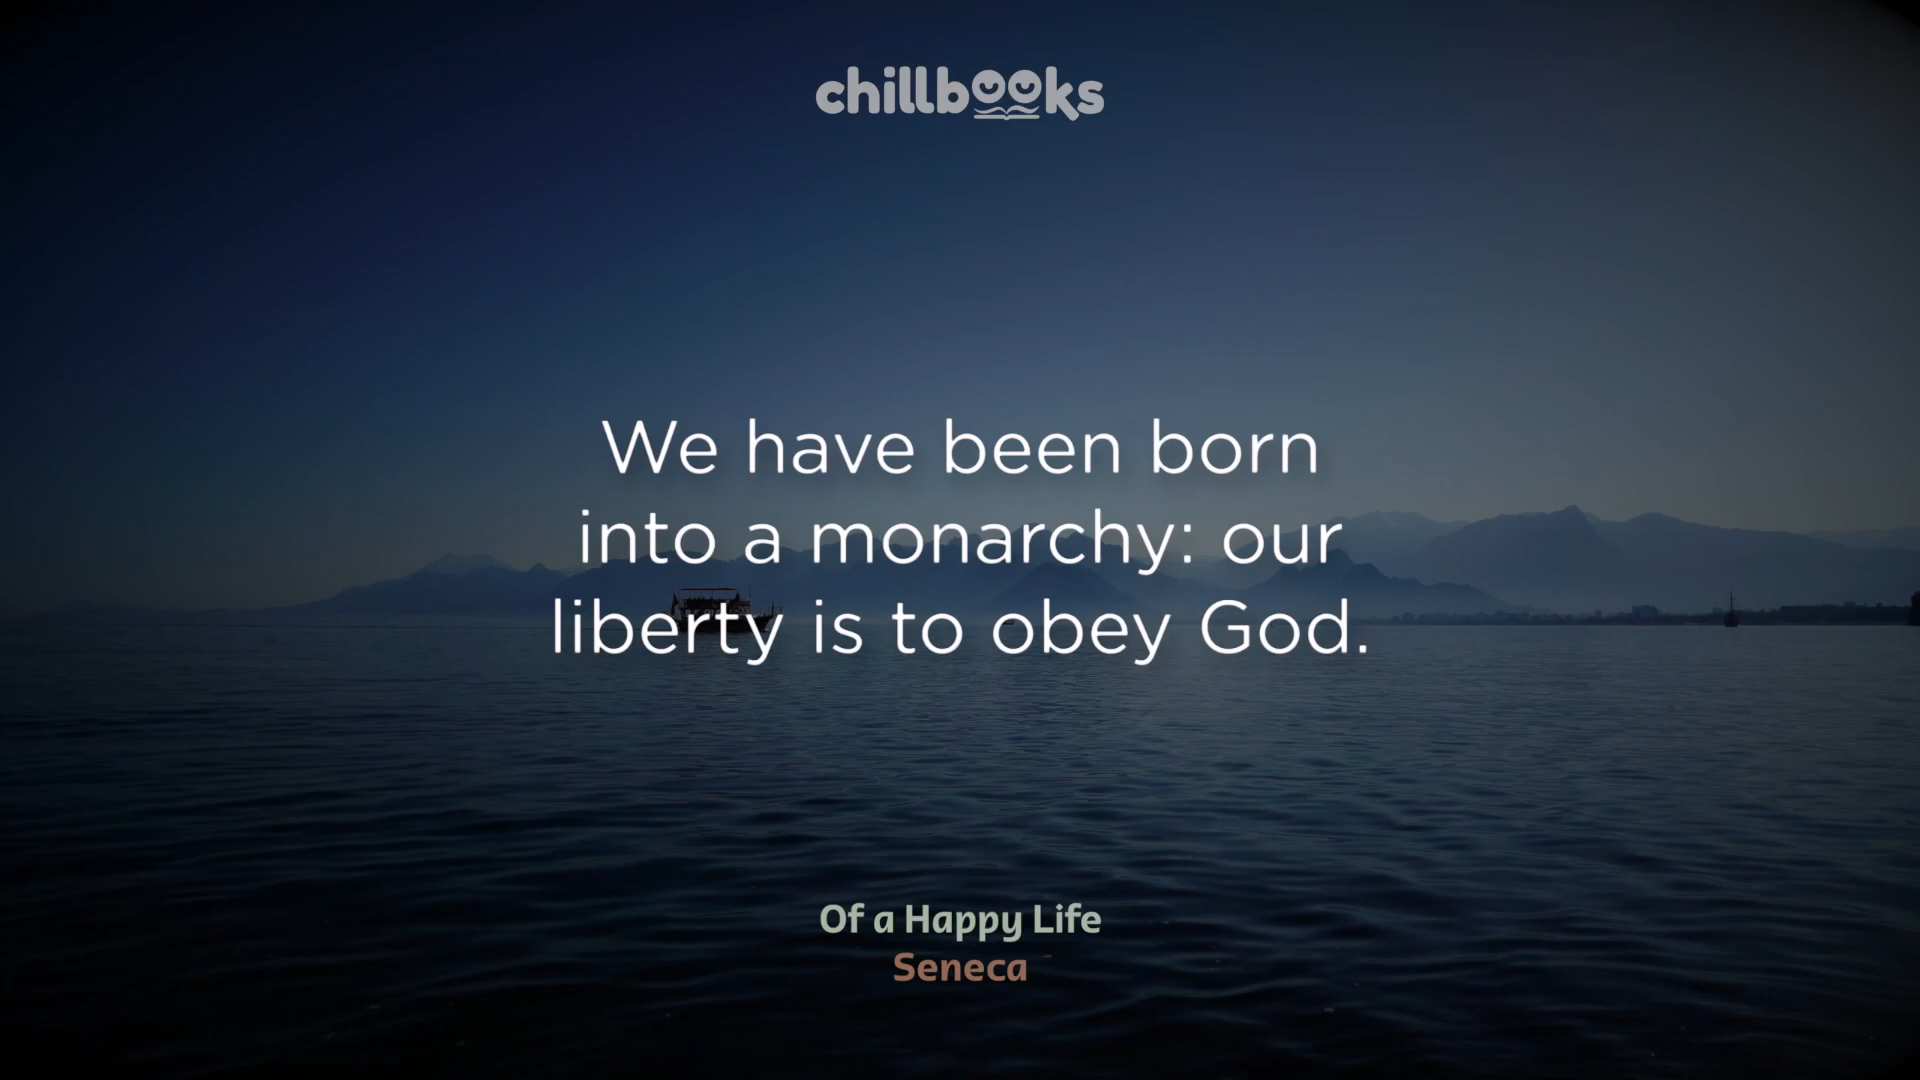 chillbooks
We have been born
into a monarchy: our
liberty is to obey God.
Of a Happy Life
Seneca